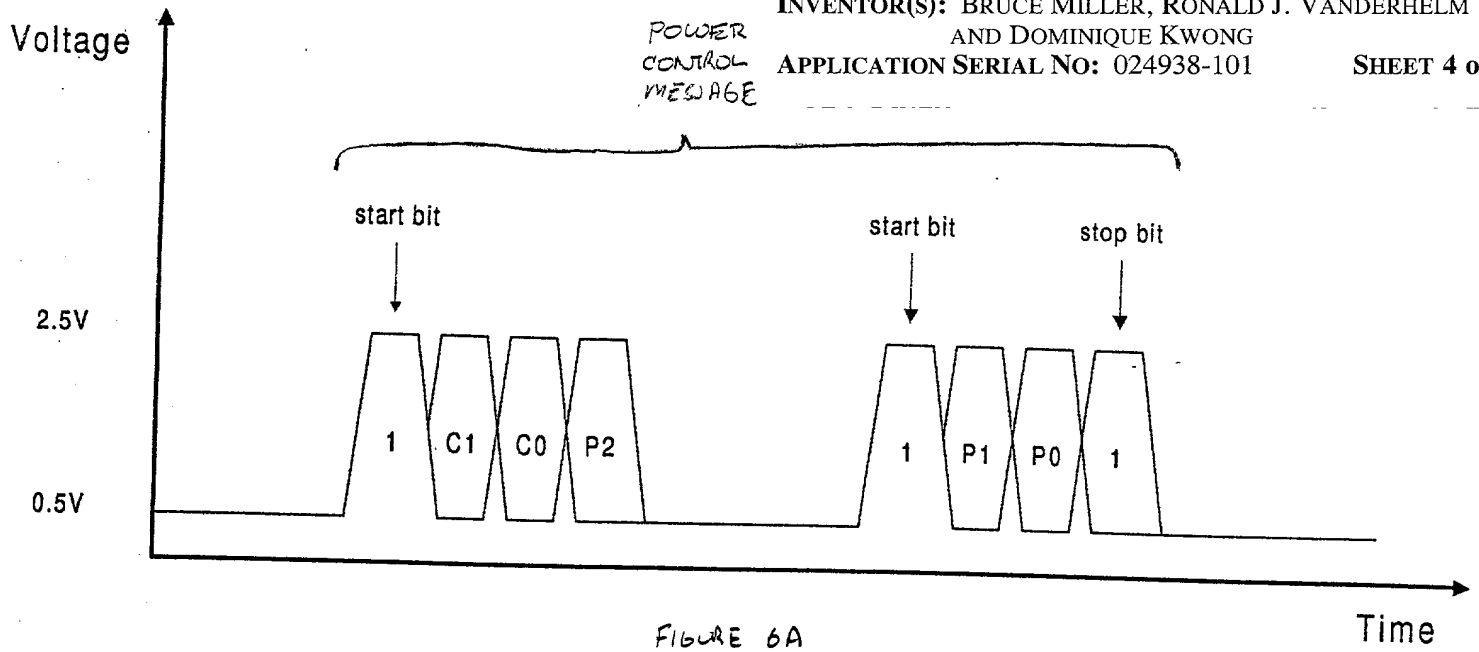 INVENTOR(S): BRUCE MILLER, RONALD J. VANDERHELM
AND DOMINIQUE KWONG
APPLICATION SERIAL NO: 024938-101 SHEET 4 o
Voltage
POWER
CONTROL
MESSAGE
start bit
start bit
stop bit
2.5V
1 C1 C0 P2
1 P1 P0 1
0.5V
Time
FIGURE 6A